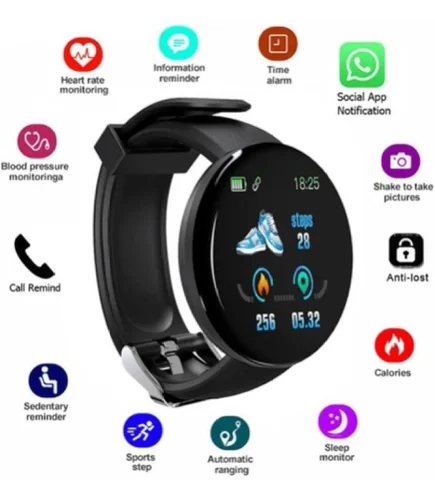 Heart rate
monitoring
Information
reminder
Time
alarm
Social App
Notification
Blood pressure
monitoringa
Shake to take
pictures
18:25
steps
28
256
05.32
Call Remind
Anti-lost
Calories
Sedentary
reminder
Sports
step
Automatic
ranging
Sleep
monitor